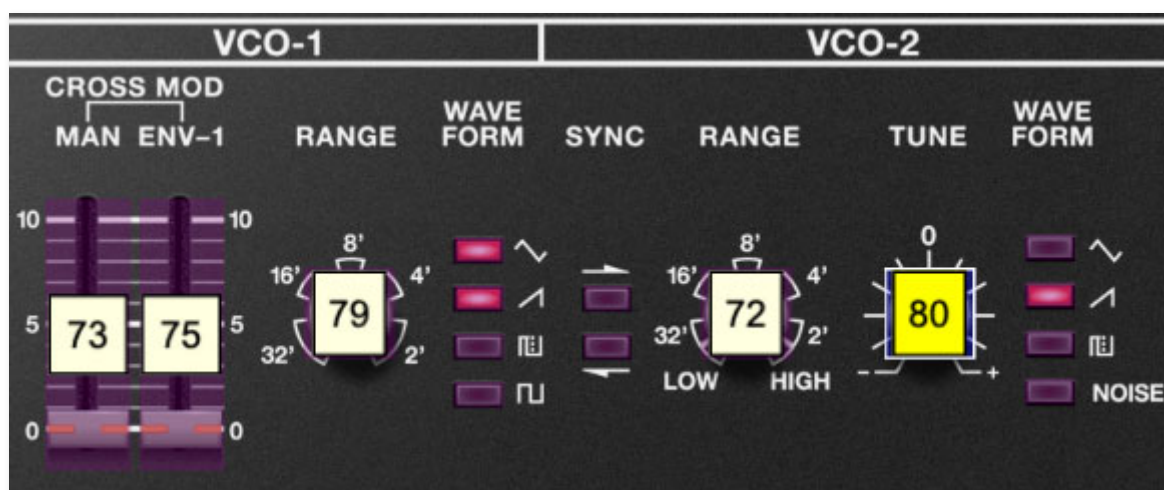 VCO-1 VCO-2
CROSS MOD
MAN ENV–1 RANGE WAVE FORM SYNC RANGE TUNE WAVE FORM
10 10
8' 8' 0
16' 4' 16' 4'
5 73 75 5 79 72 80
32' 2' 32' 2'
LOW HIGH - +
NOISE
0 0